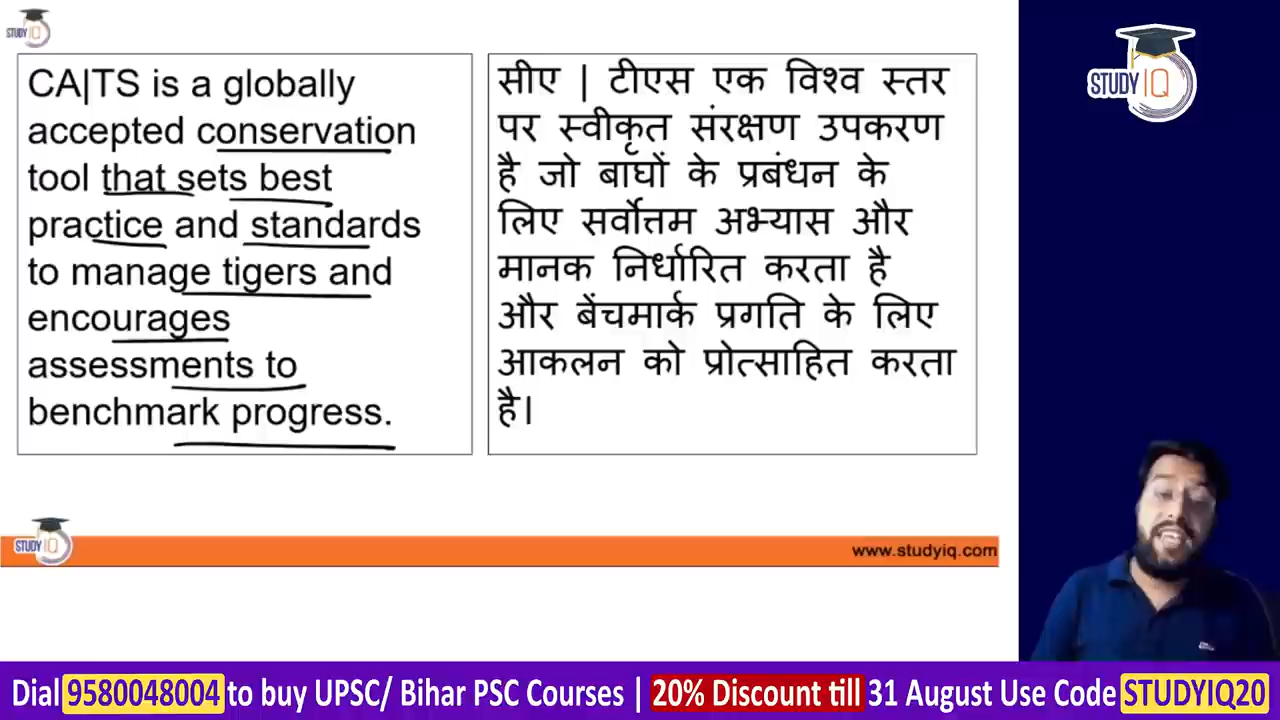 STUDY IQ
CA|TS is a globally
accepted conservation
tool that sets best
practice and standards
to manage tigers and
encourages
assessments to
benchmark progress.
सीए | टीएस एक विश्व स्तर
पर स्वीकृत संरक्षण उपकरण
है जो बाघों के प्रबंधन के
लिए सर्वोत्तम अभ्यास और
मानक निर्धारित करता है
और बेंचमार्क प्रगति के लिए
आकलन को प्रोत्साहित करता
है।
STUDY IQ
STUDY IQ
www.studyiq.com
Dial 9580048004 to buy UPSC/ Bihar PSC Courses | 20% Discount till 31 August Use Code STUDYIQ20